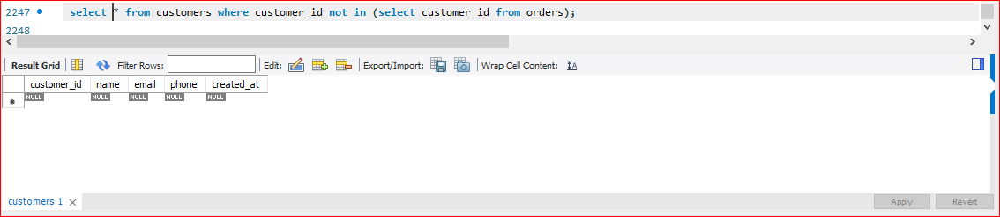 2247 select * from customers where customer_id not in (select customer_id from orders);
2248
Result Grid Filter Rows: Edit: Export/Import: Wrap Cell Content: IA
customer_id name email phone created_at
NULL NULL NULL NULL NULL
customers 1 Apply Revert